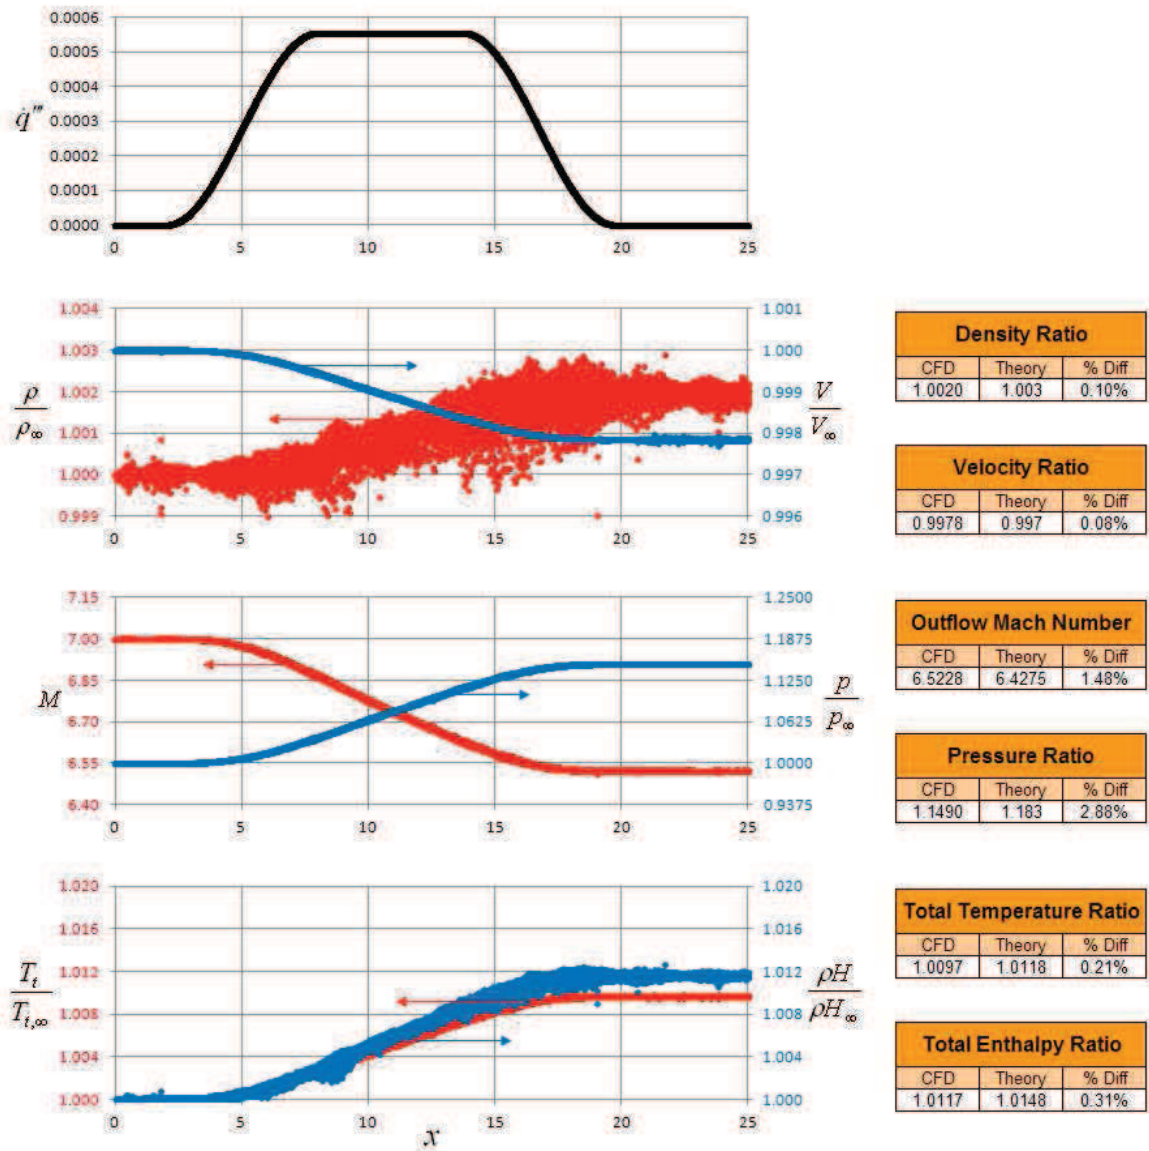 0.0006
0.0005
0.0004
q̇''' 0.0003
0.0002
0.0001
0.0000
0 5 10 15 20 25
1.004 1.001
1.003 1.000
1.002 0.999
ρ/ρ∞ V/V∞
1.001 0.998
1.000 0.997
0.999 0.996
0 5 10 15 20 25
Density Ratio
CFD Theory % Diff
1.0020 1.003 0.10%
Velocity Ratio
CFD Theory % Diff
0.9978 0.997 0.08%
7.15 1.2500
7.00 1.1875
6.85 1.1250
M p/p∞
6.70 1.0625
6.55 1.0000
6.40 0.9375
0 5 10 15 20 25
Outflow Mach Number
CFD Theory % Diff
6.5228 6.4275 1.48%
Pressure Ratio
CFD Theory % Diff
1.1490 1.183 2.88%
1.020 1.020
1.016 1.016
1.012 1.012
Tt/Tt,∞ ρH/ρH∞
1.008 1.008
1.004 1.004
1.000 1.000
0 5 10 15 20 25
x
Total Temperature Ratio
CFD Theory % Diff
1.0097 1.0118 0.21%
Total Enthalpy Ratio
CFD Theory % Diff
1.0117 1.0148 0.31%